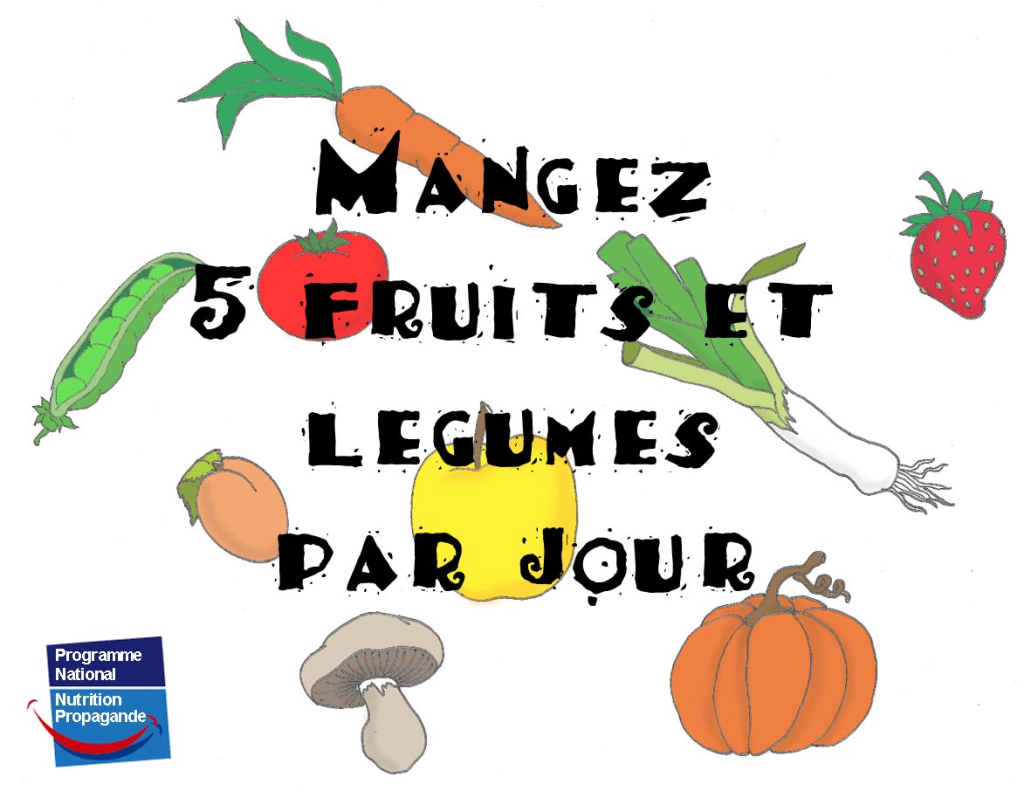 MANGEZ
5 FRUITS ET
LEGUMES
PAR JOUR
Programme
National
Nutrition
Propagande